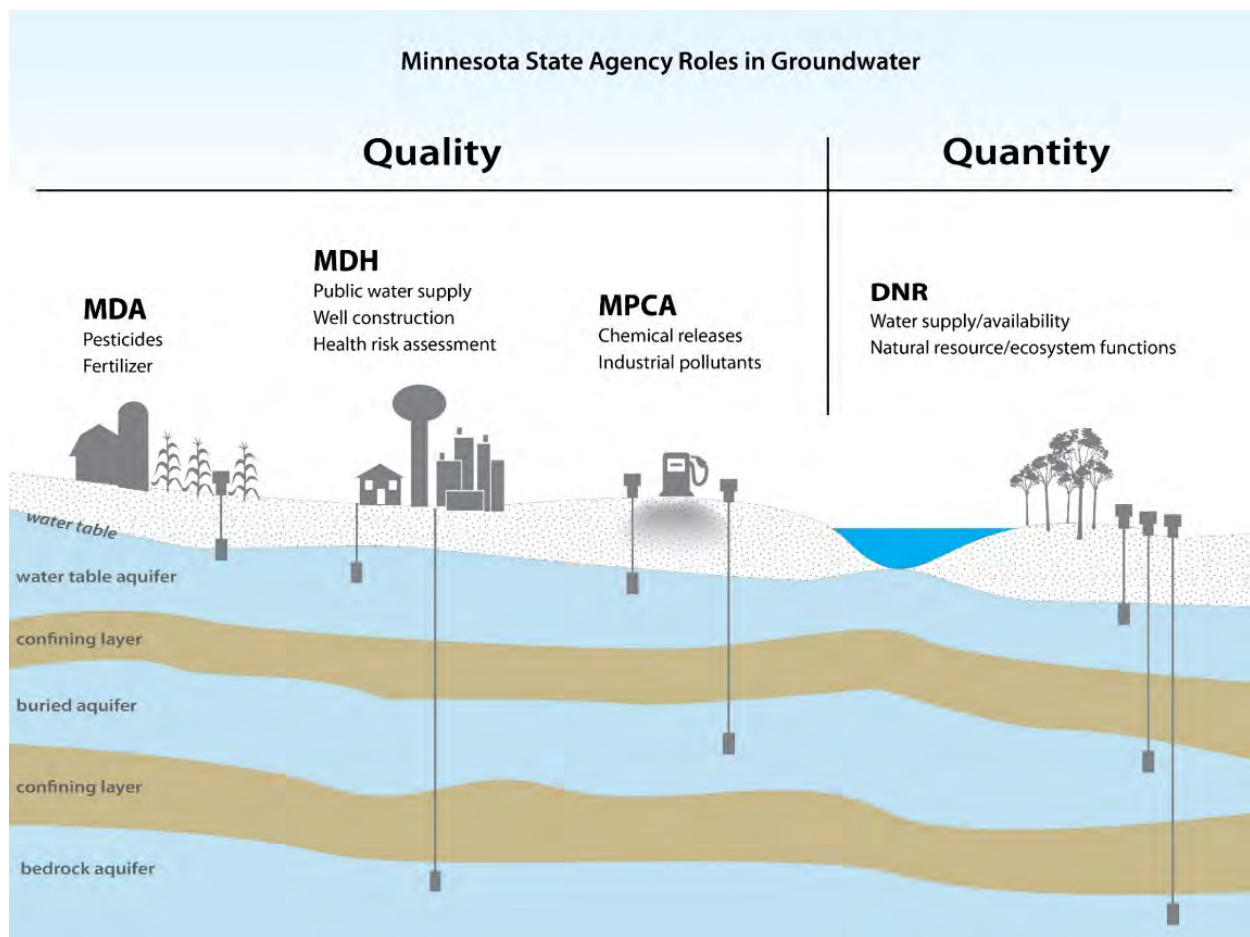 Minnesota State Agency Roles in Groundwater
Quality
Quantity
MDA
Pesticides
Fertilizer
MDH
Public water supply
Well construction
Health risk assessment
MPCA
Chemical releases
Industrial pollutants
DNR
Water supply/availability
Natural resource/ecosystem functions
water table
water table aquifer
confining layer
buried aquifer
confining layer
bedrock aquifer